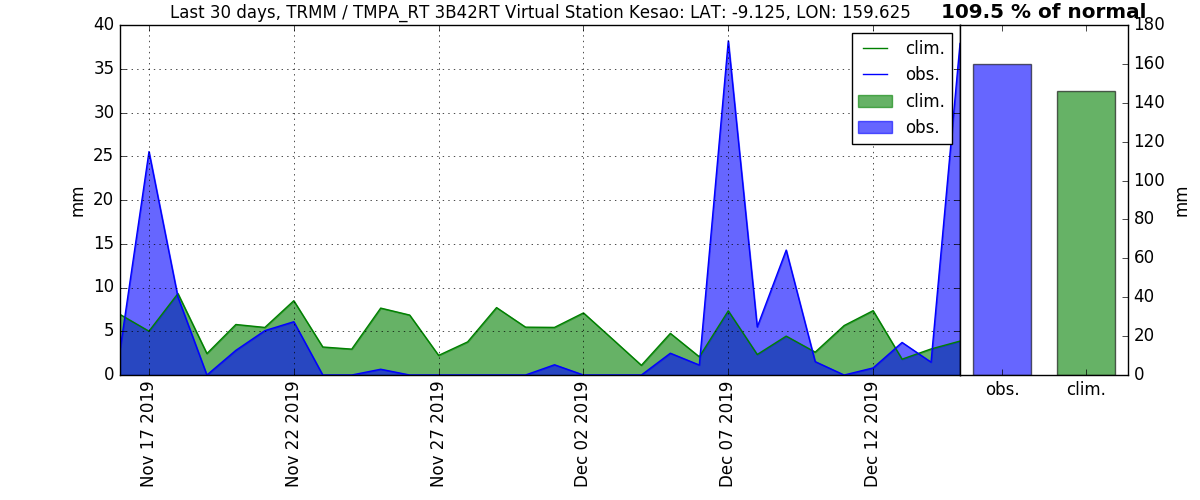 Last 30 days, TRMM / TMPA_RT 3B42RT Virtual Station Kesao: LAT: -9.125, LON: 159.625
109.5 % of normal
40
35
30
25
20
15
10
5
0
mm
clim.
obs.
clim.
obs.
180
160
140
120
100
80
60
40
20
0
mm
Nov 17 2019
Nov 22 2019
Nov 27 2019
Dec 02 2019
Dec 07 2019
Dec 12 2019
obs.
clim.